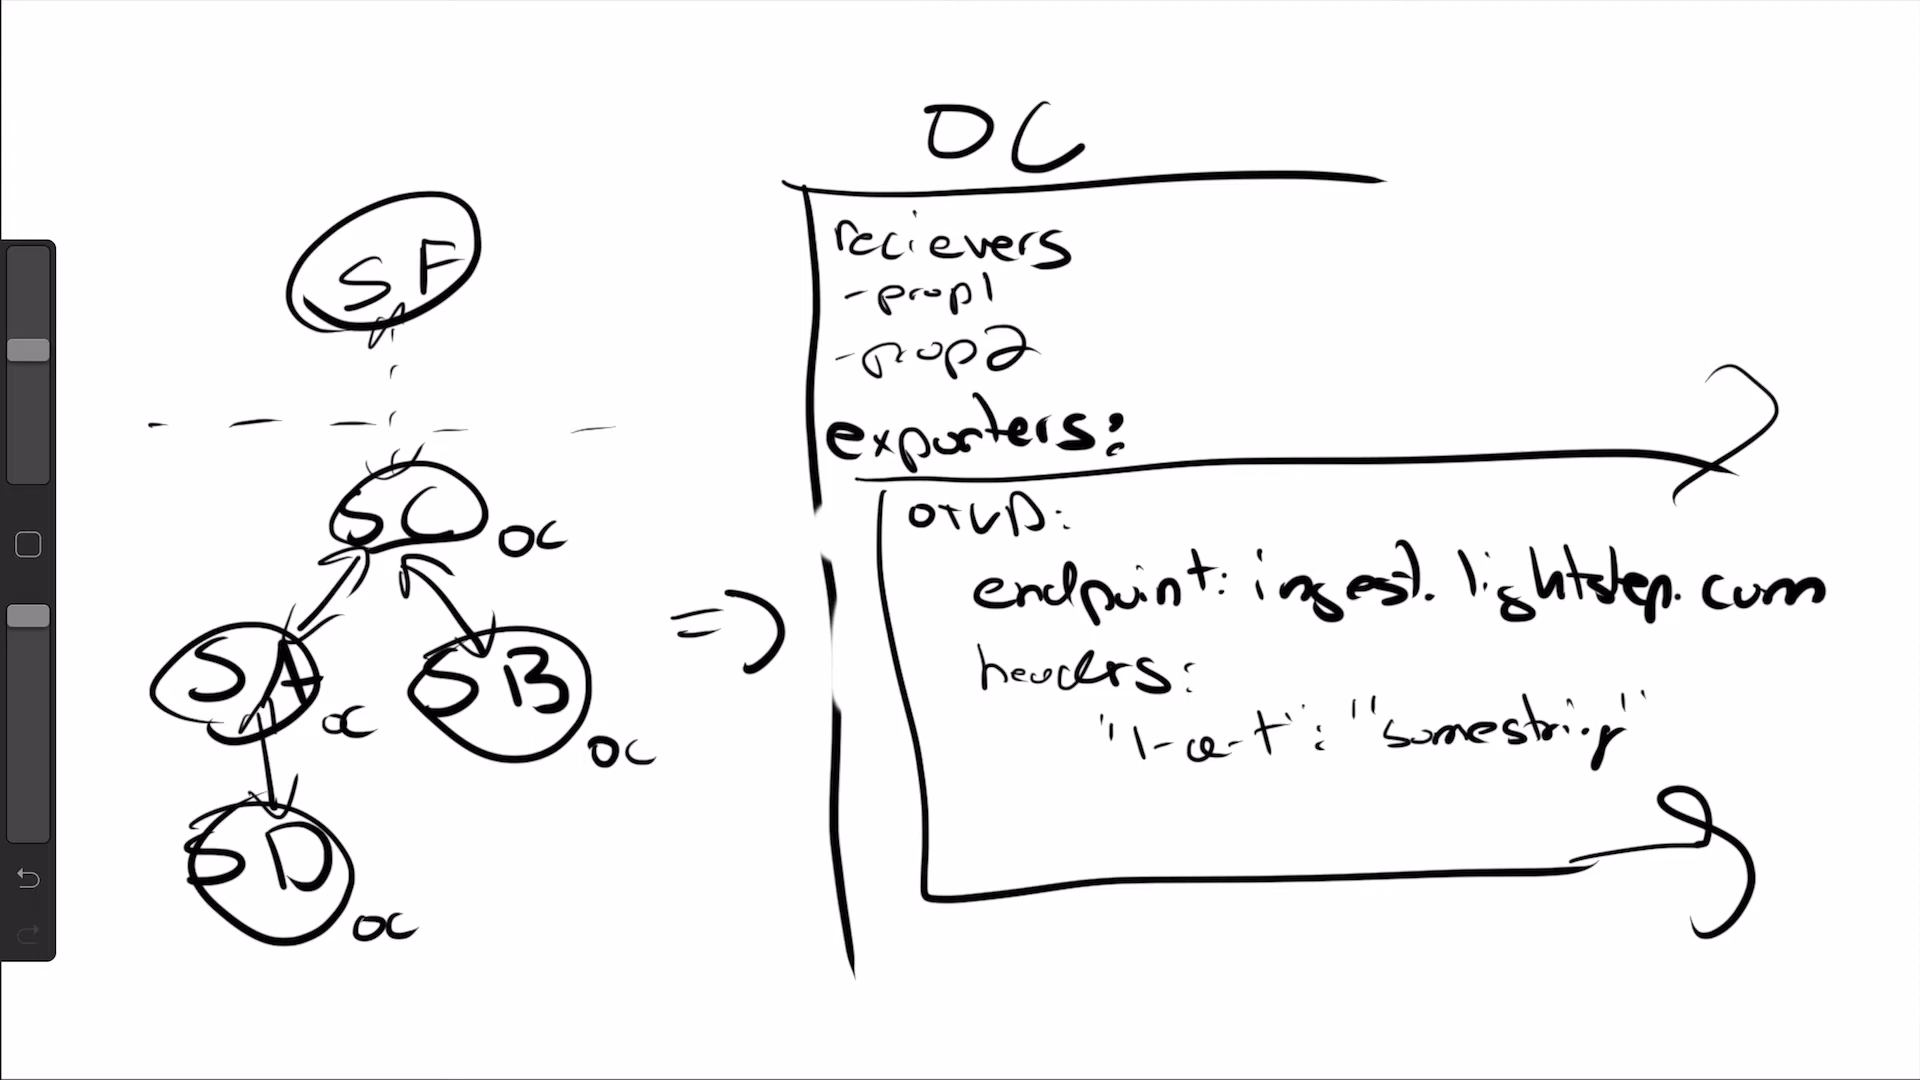 OC
SF
recievers
-prop1
-prop2
exporters:
SC
OC
OTLP:
endpoint: ingest.lightstep.com
SA
OC
SB
OC
headers:
"l-a-t": "somestring"
SD
OC